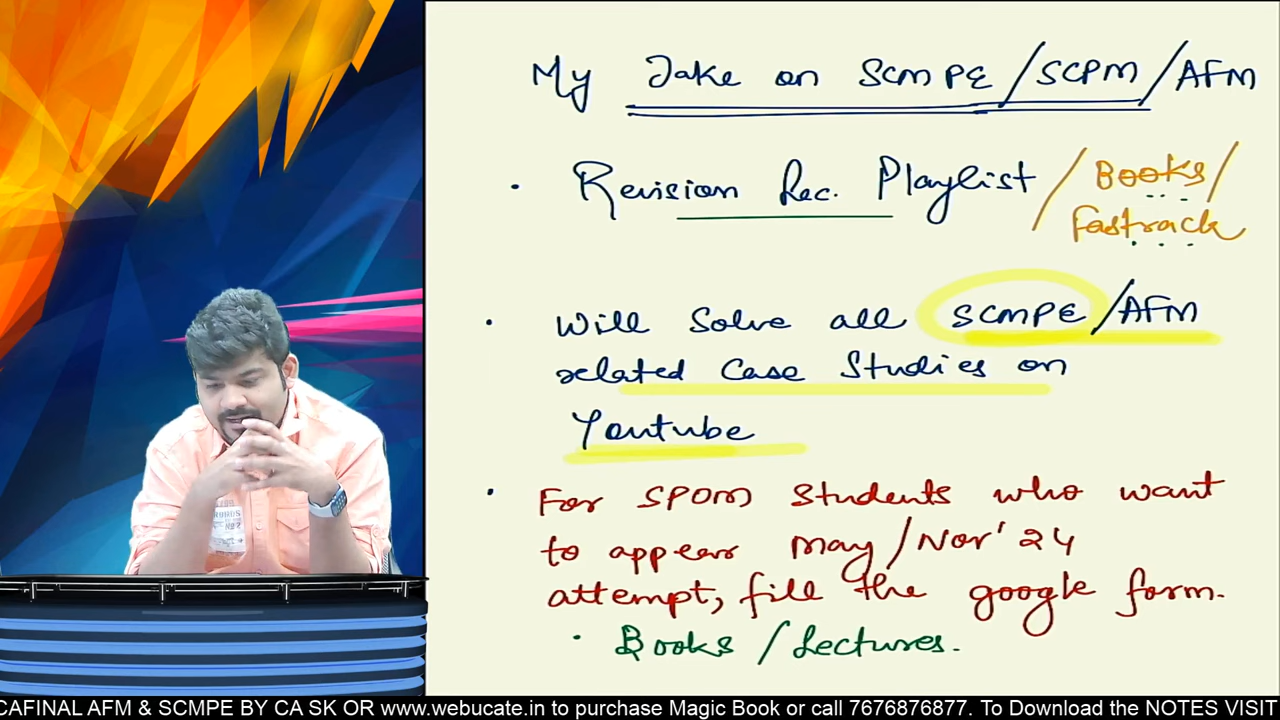 My Take on SCMPE/SCPM/AFM
• Revision Rec. Playlist / Books /
Fastrack
• Will Solve all SCMPE/AFM
related Case Studies on
Youtube
• For SPOM Students who want
to appear May/Nov'24
attempt, fill the google form.
• Books / Lectures.
CAFINAL AFM & SCMPE BY CA SK OR www.webucate.in to purchase Magic Book or call 7676876877. To Download the NOTES VISIT